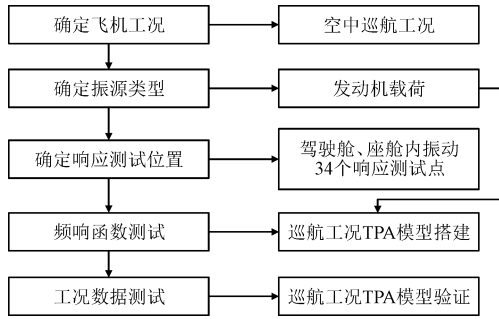 确定飞机工况
空中巡航工况
确定振源类型
发动机载荷
确定响应测试位置
驾驶舱、座舱内振动
34个响应测试点
频响函数测试
巡航工况TPA模型搭建
工况数据测试
巡航工况TPA模型验证